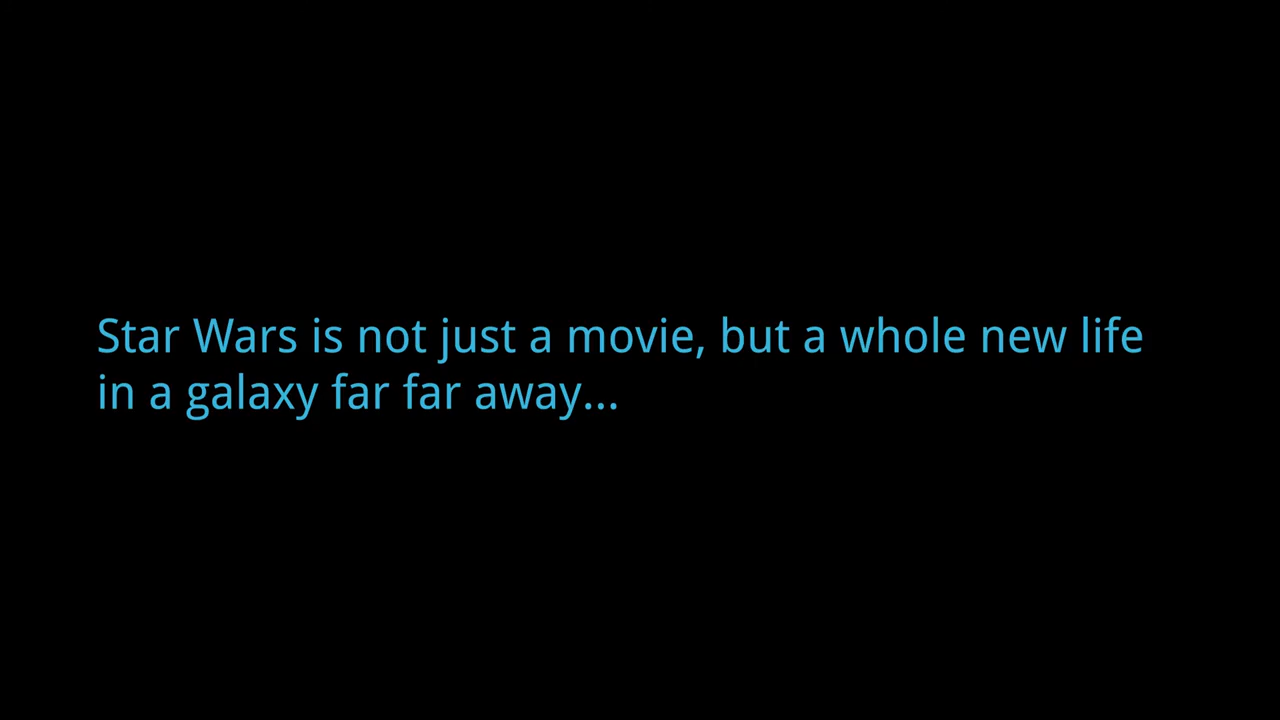 Star Wars is not just a movie, but a whole new life
in a galaxy far far away...